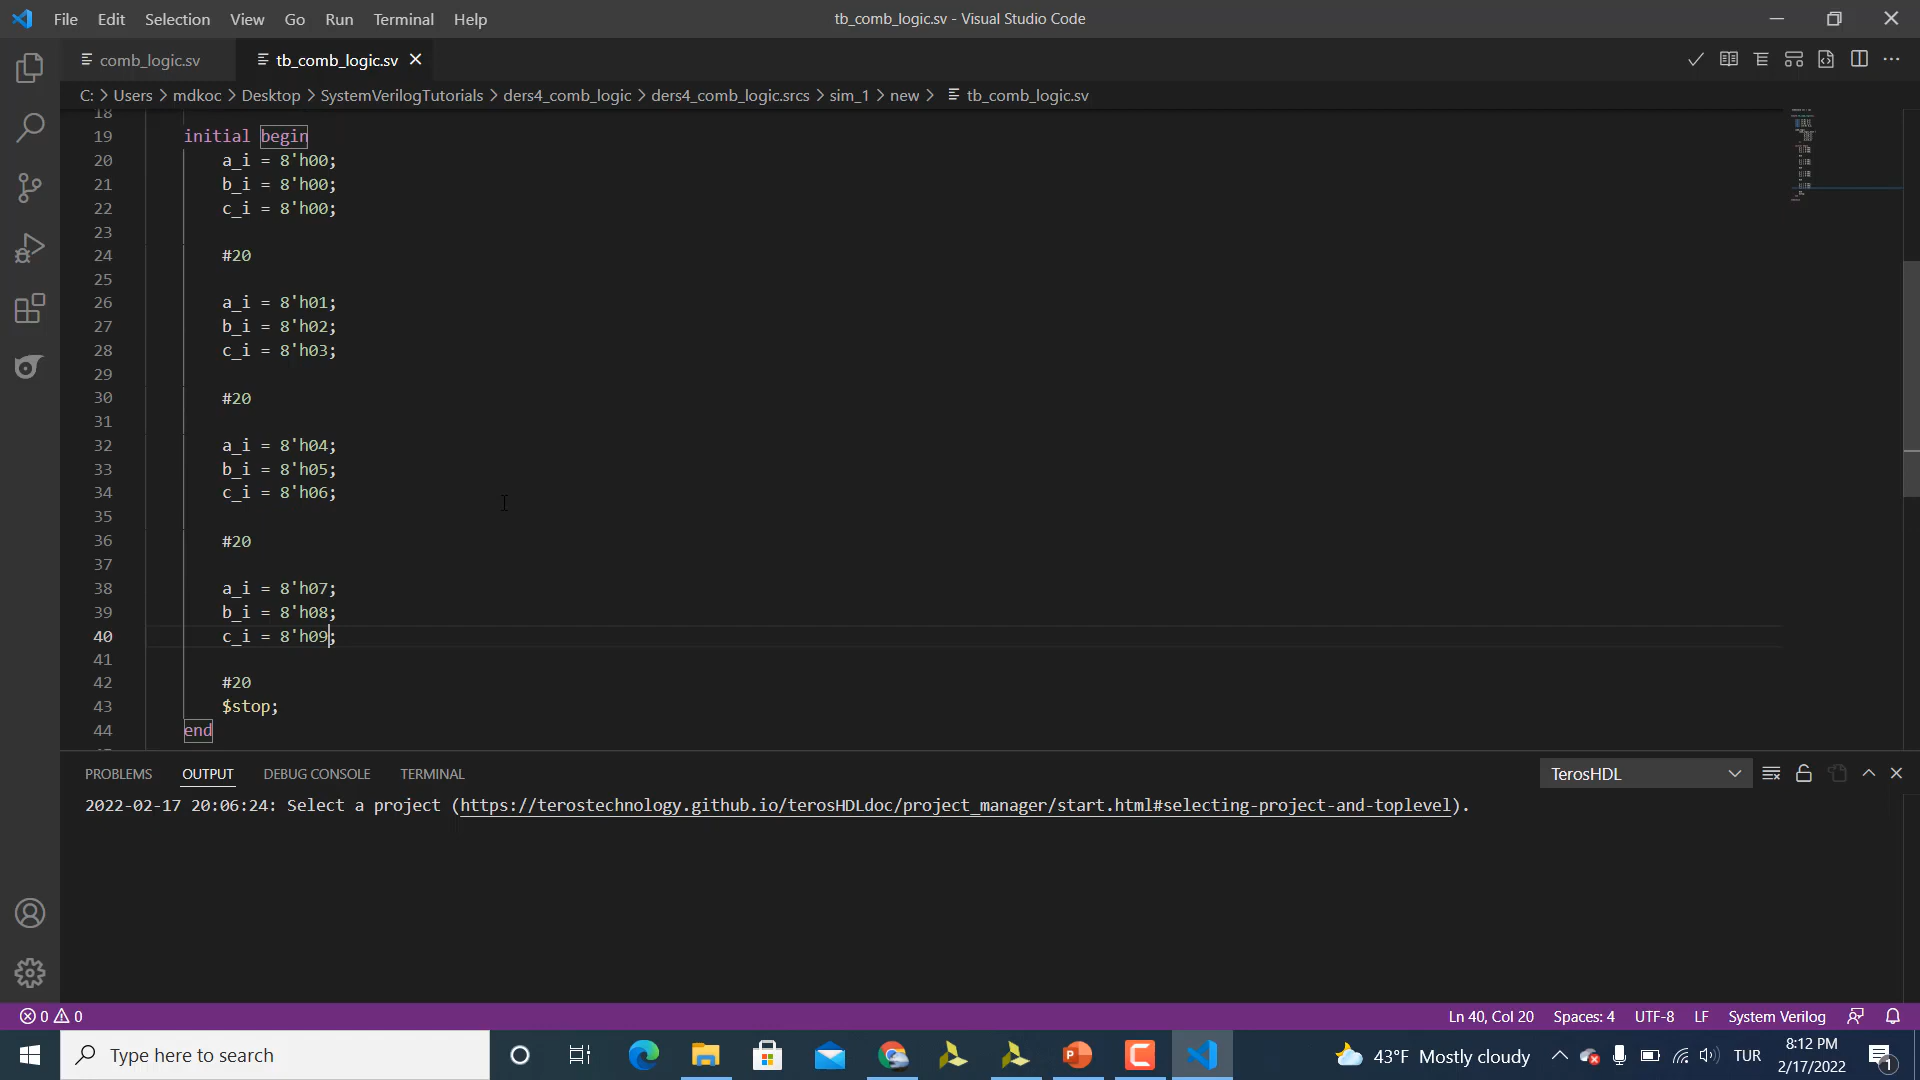 File Edit Selection View Go Run Terminal Help
tb_comb_logic.sv - Visual Studio Code
comb_logic.sv
tb_comb_logic.sv
C: > Users > mdkoc > Desktop > SystemVerilogTutorials > ders4_comb_logic > ders4_comb_logic.srcs > sim_1 > new > tb_comb_logic.sv
18
19 initial begin
20 a_i = 8'h00;
21 b_i = 8'h00;
22 c_i = 8'h00;
23
24 #20
25
26 a_i = 8'h01;
27 b_i = 8'h02;
28 c_i = 8'h03;
29
30 #20
31
32 a_i = 8'h04;
33 b_i = 8'h05;
34 c_i = 8'h06;
35
36 #20
37
38 a_i = 8'h07;
39 b_i = 8'h08;
40 c_i = 8'h09;
41
42 #20
43 $stop;
44 end
PROBLEMS OUTPUT DEBUG CONSOLE TERMINAL
TerosHDL
2022-02-17 20:06:24: Select a project (https://terostechnology.github.io/terosHDLdoc/project_manager/start.html#selecting-project-and-toplevel).
0 0
Ln 40, Col 20 Spaces: 4 UTF-8 LF System Verilog
Type here to search
43°F Mostly cloudy
TUR
8:12 PM
2/17/2022
1